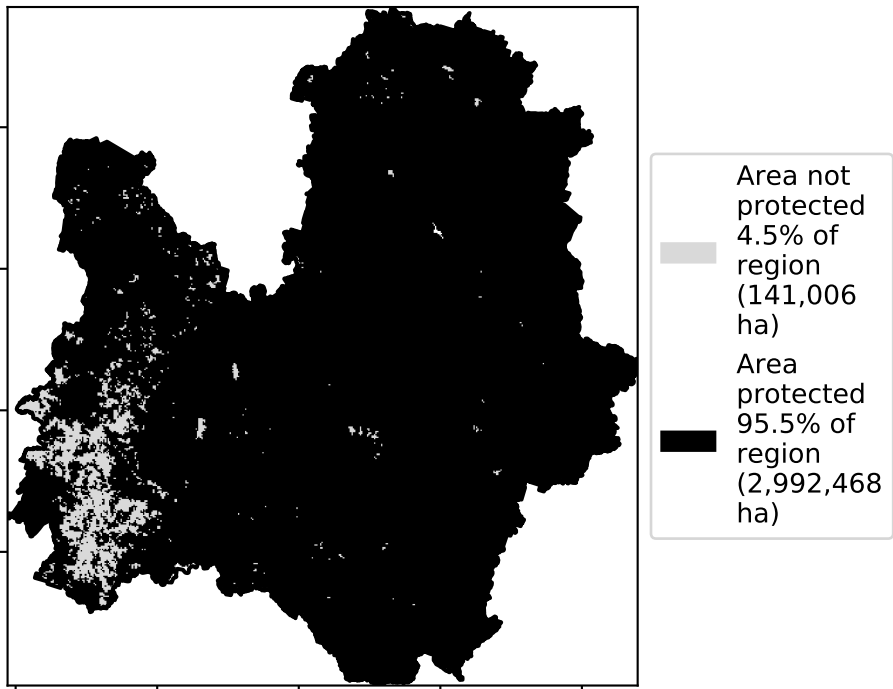 Area not
protected
4.5% of
region
(141,006
ha)
Area
protected
95.5% of
region
(2,992,468
ha)